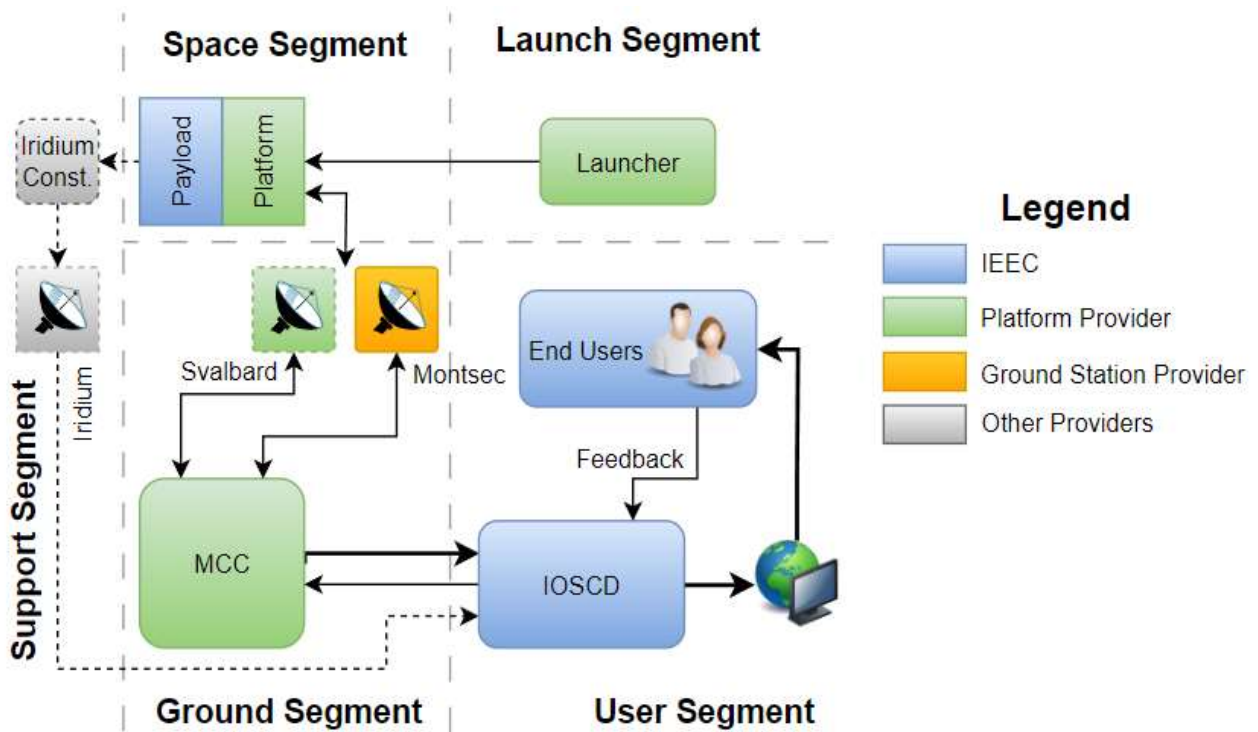 Space Segment
Launch Segment
Iridium
Const.
Payload
Platform
Launcher
Legend
IEEC
Platform Provider
Ground Station Provider
Other Providers
Svalbard
Montsec
End Users
Iridium
Support Segment
Feedback
MCC
IOSCD
Ground Segment
User Segment